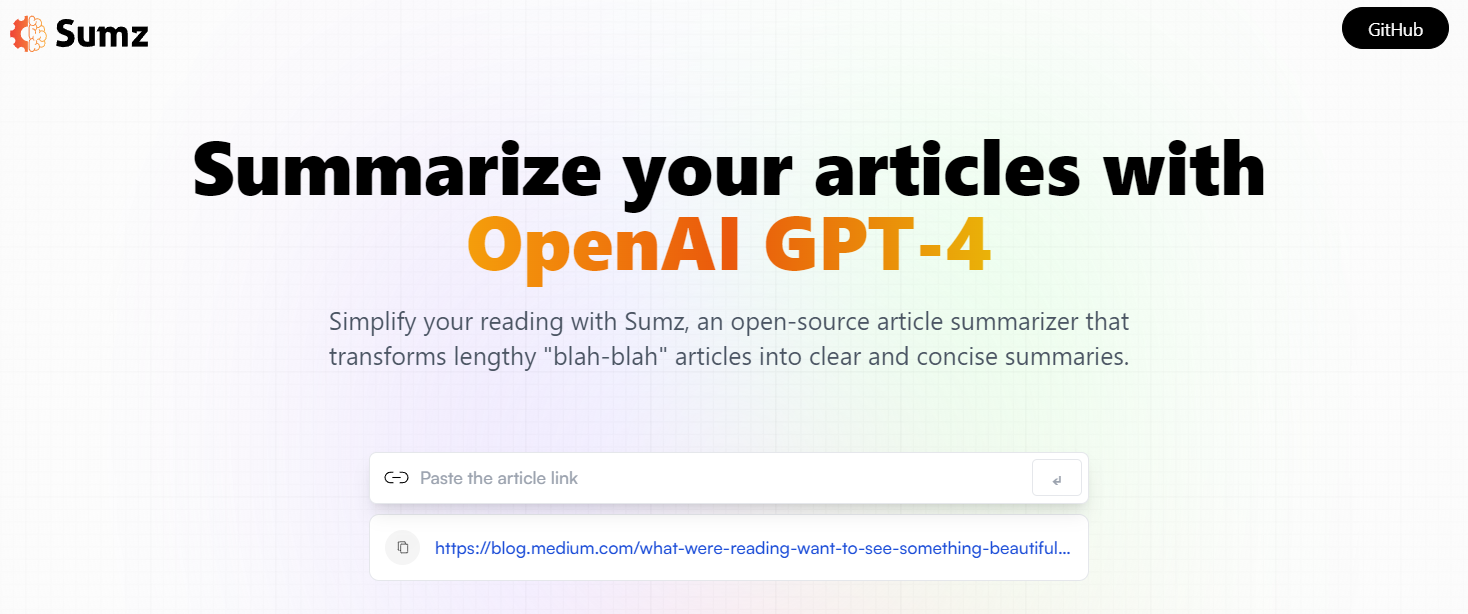 Sumz
GitHub
Summarize your articles with
OpenAI GPT-4
Simplify your reading with Sumz, an open-source article summarizer that
transforms lengthy "blah-blah" articles into clear and concise summaries.
Paste the article link
↵
https://blog.medium.com/what-were-reading-want-to-see-something-beautiful...